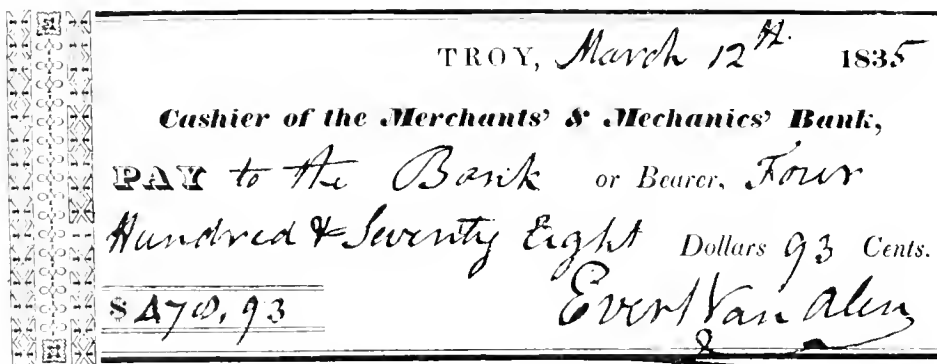 TROY, March 12th. 1835
Cashier of the Merchants' & Mechanics' Bank,
PAY to the Bank or Bearer, Four
Hundred & Seventy Eight Dollars 93 Cents.
$ 478,93
Evert Van Alen